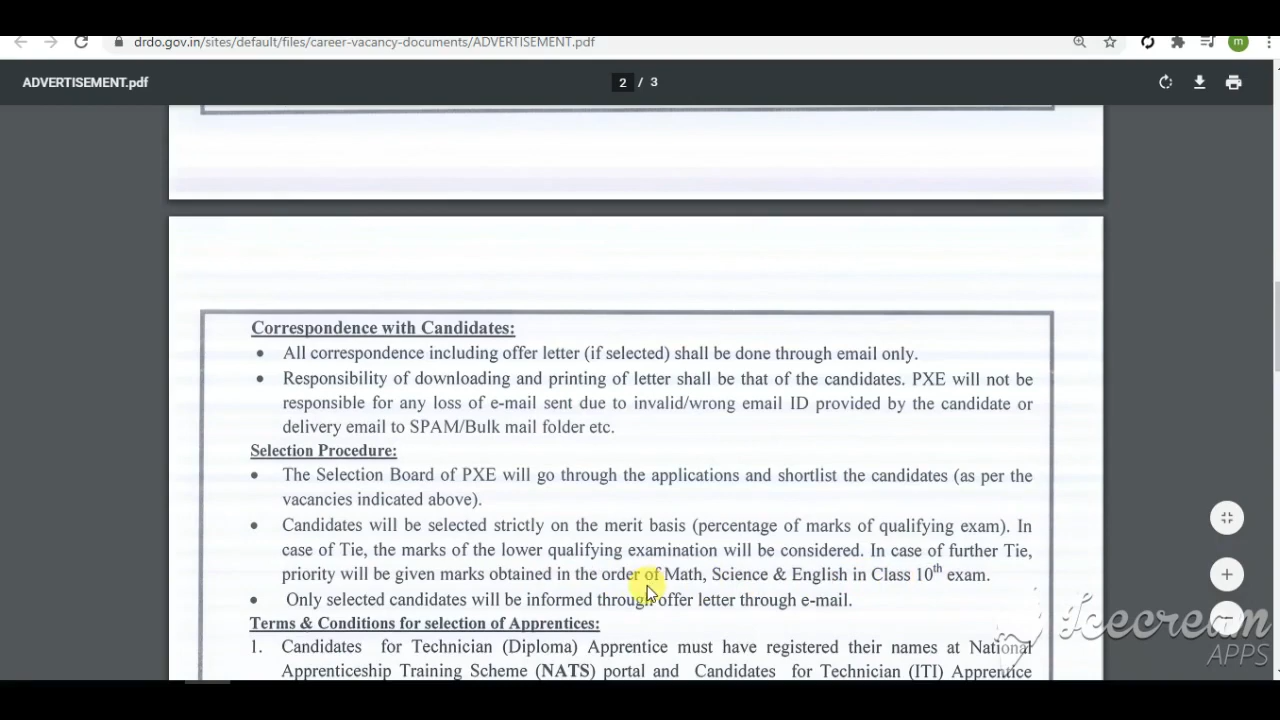 drdo.gov.in/sites/default/files/career-vacancy-documents/ADVERTISEMENT.pdf
m
ADVERTISEMENT.pdf
2 / 3
Correspondence with Candidates:
• All correspondence including offer letter (if selected) shall be done through email only.
• Responsibility of downloading and printing of letter shall be that of the candidates. PXE will not be
responsible for any loss of e-mail sent due to invalid/wrong email ID provided by the candidate or
delivery email to SPAM/Bulk mail folder etc.
Selection Procedure:
• The Selection Board of PXE will go through the applications and shortlist the candidates (as per the
vacancies indicated above).
• Candidates will be selected strictly on the merit basis (percentage of marks of qualifying exam). In
case of Tie, the marks of the lower qualifying examination will be considered. In case of further Tie,
priority will be given marks obtained in the order of Math, Science & English in Class 10th exam.
• Only selected candidates will be informed through offer letter through e-mail.
Terms & Conditions for selection of Apprentices:
1. Candidates for Technician (Diploma) Apprentice must have registered their names at National
Apprenticeship Training Scheme (NATS) portal and Candidates for Technician (ITI) Apprentice
Icecream
APPS